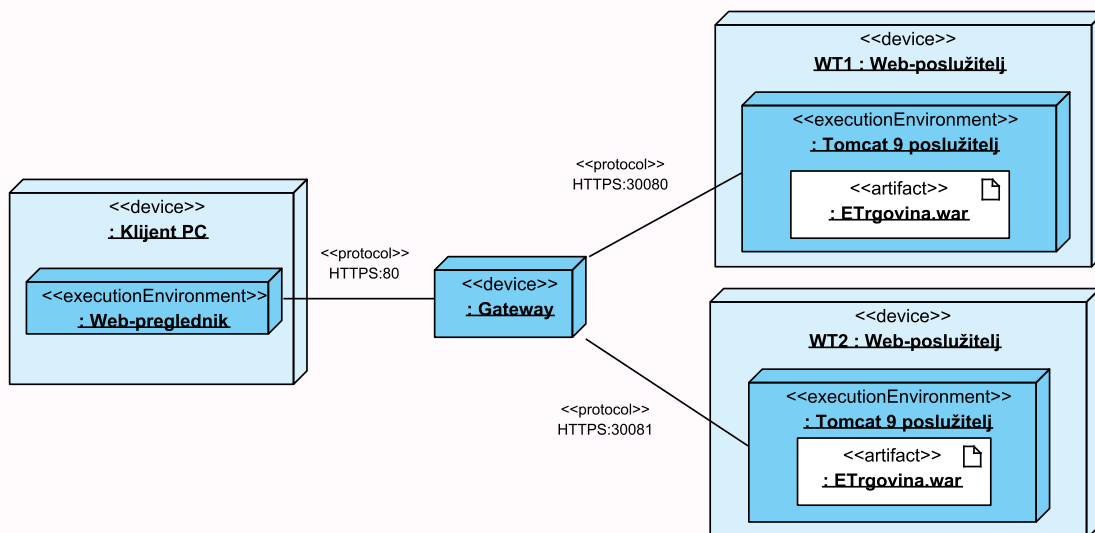 <<device>>
: Klijent PC
<<executionEnvironment>>
: Web-preglednik
<<protocol>>
HTTPS:80
<<device>>
: Gateway
<<protocol>>
HTTPS:30080
<<protocol>>
HTTPS:30081
<<device>>
WT1 : Web-poslužitelj
<<executionEnvironment>>
: Tomcat 9 poslužitelj
<<artifact>>
: ETrgovina.war
<<device>>
WT2 : Web-poslužitelj
<<executionEnvironment>>
: Tomcat 9 poslužitelj
<<artifact>>
: ETrgovina.war